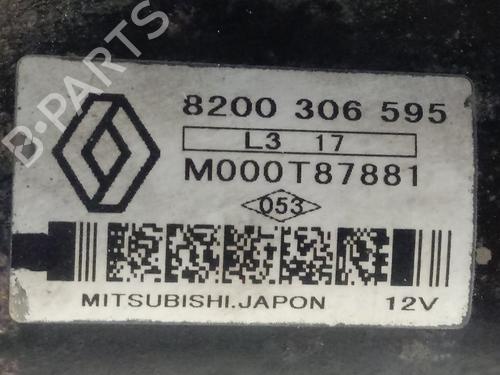 8200 306 595
L3 17
M000T87881
053
MITSUBISHI.JAPON 12V
B-PARTS